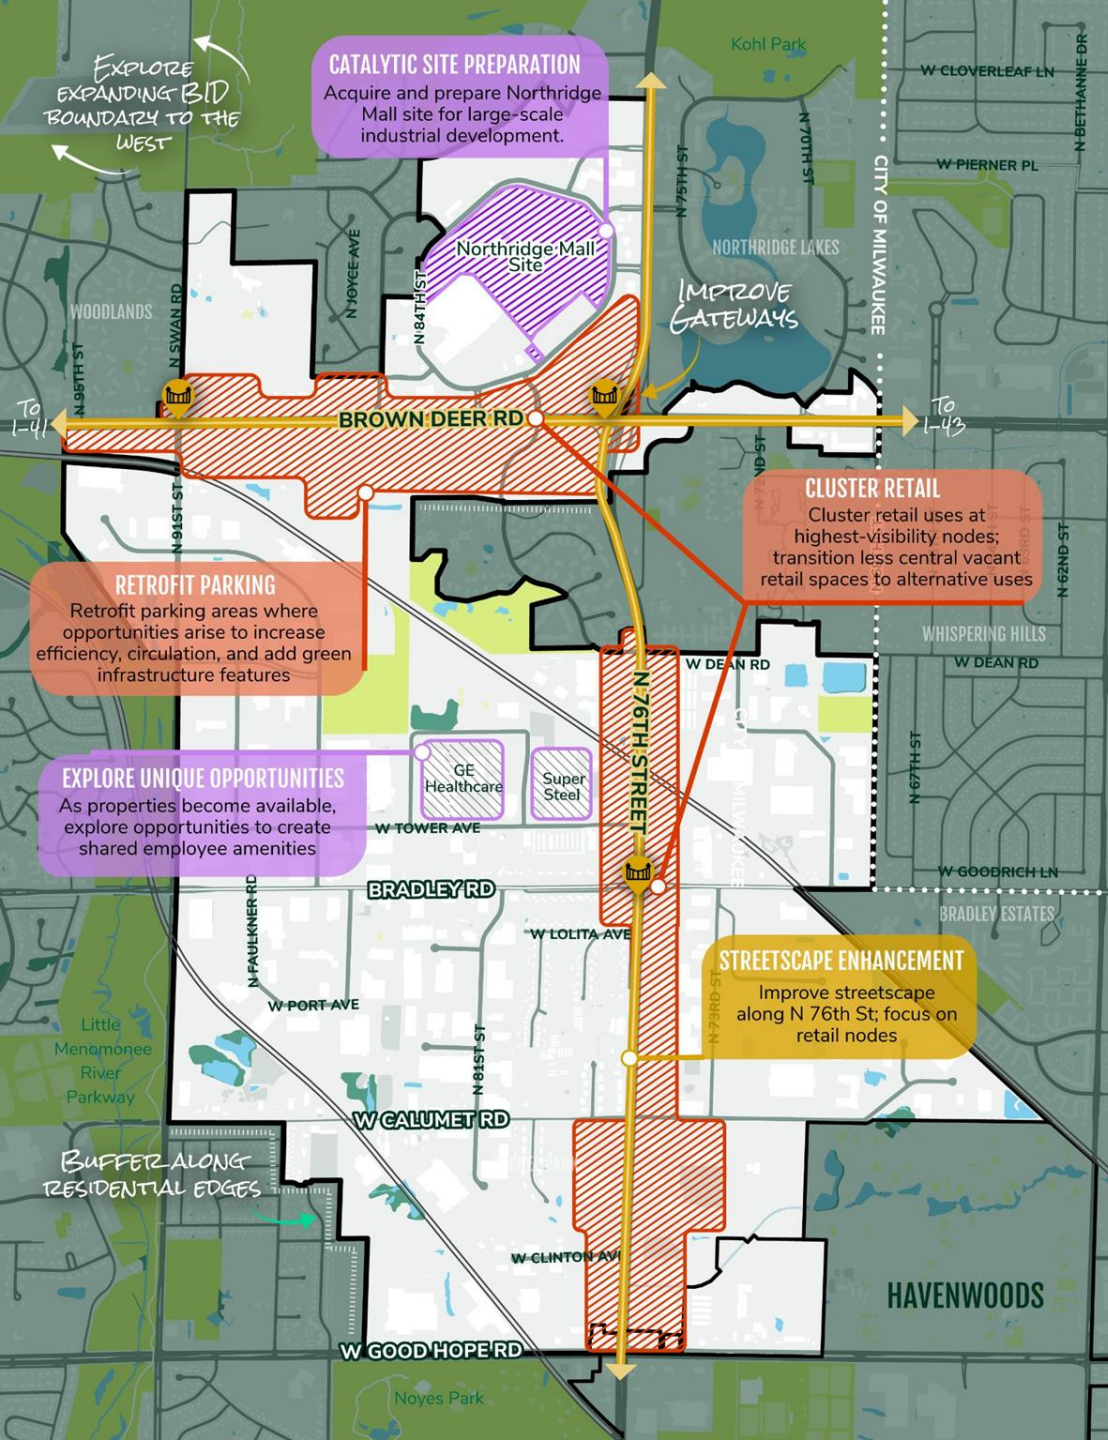 Explore
expanding BID
boundary to the
west
CATALYTIC SITE PREPARATION
Acquire and prepare Northridge
Mall site for large-scale
industrial development.
Kohl Park
W CLOVERLEAF LN
N BETHANNE DR
N 75TH ST
N 70TH ST
W PIERNER PL
CITY OF MILWAUKEE
Northridge Mall
Site
NORTHRIDGE LAKES
N JOYCE AVE
N 84TH ST
WOODLANDS
N SWAN RD
N 95TH ST
Improve
Gateways
To
I-41
BROWN DEER RD
To
I-43
N 72ND ST
N 91ST ST
CLUSTER RETAIL
Cluster retail uses at
highest-visibility nodes;
transition less central vacant
retail spaces to alternative uses
N 62ND ST
RETROFIT PARKING
Retrofit parking areas where
opportunities arise to increase
efficiency, circulation, and add green
infrastructure features
WHISPERING HILLS
W DEAN RD
W DEAN RD
N 76TH STREET
N 67TH ST
EXPLORE UNIQUE OPPORTUNITIES
As properties become available,
explore opportunities to create
shared employee amenities
GE
Healthcare
Super
Steel
W TOWER AVE
BRADLEY RD
W GOODRICH LN
BRADLEY ESTATES
N FAULKNER RD
W LOLITA AVE
STREETSCAPE ENHANCEMENT
Improve streetscape
along N 76th St; focus on
retail nodes
N 73RD ST
W PORT AVE
Little
Menomonee
River
Parkway
N 81ST ST
W CALUMET RD
Buffer along
residential edges
W CLINTON AVE
HAVENWOODS
W GOOD HOPE RD
Noyes Park